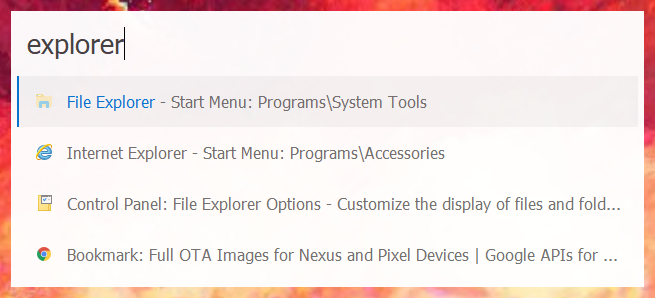 explorer
File Explorer - Start Menu: Programs\System Tools
Internet Explorer - Start Menu: Programs\Accessories
Control Panel: File Explorer Options - Customize the display of files and fold...
Bookmark: Full OTA Images for Nexus and Pixel Devices | Google APIs for ...